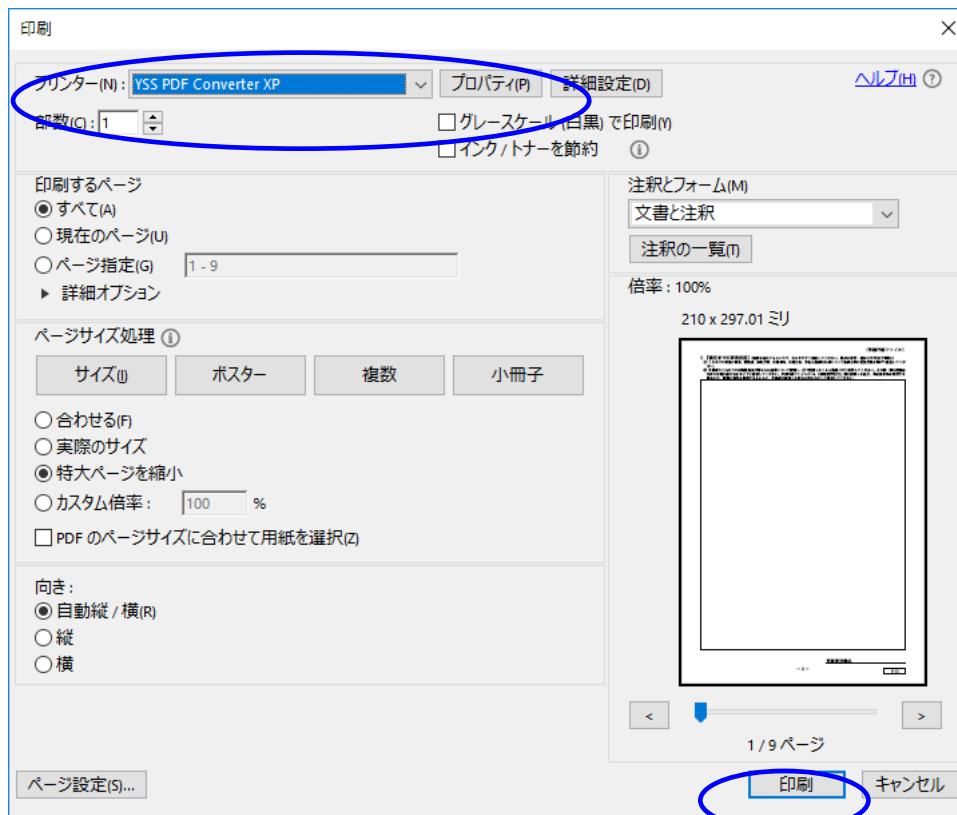 印刷
プリンター(N) : YSS PDF Converter XP プロパティ(P) 詳細設定(D) ヘルプ(H)
部数(C) : 1 グレースケール (白黒) で印刷(Y)
インク / トナーを節約
印刷するページ
すべて(A)
現在のページ(U)
ページ指定(G) 1 - 9
詳細オプション
ページサイズ処理
サイズ(I) ポスター 複数 小冊子
合わせる(F)
実際のサイズ
特大ページを縮小
カスタム倍率 : 100 %
PDF のページサイズに合わせて用紙を選択(Z)
向き :
自動縦 / 横(R)
縦
横
注釈とフォーム(M)
文書と注釈
注釈の一覧(T)
倍率 : 100%
210 x 297.01 ミリ
< >
1 / 9 ページ
ページ設定(S)... 印刷 キャンセル